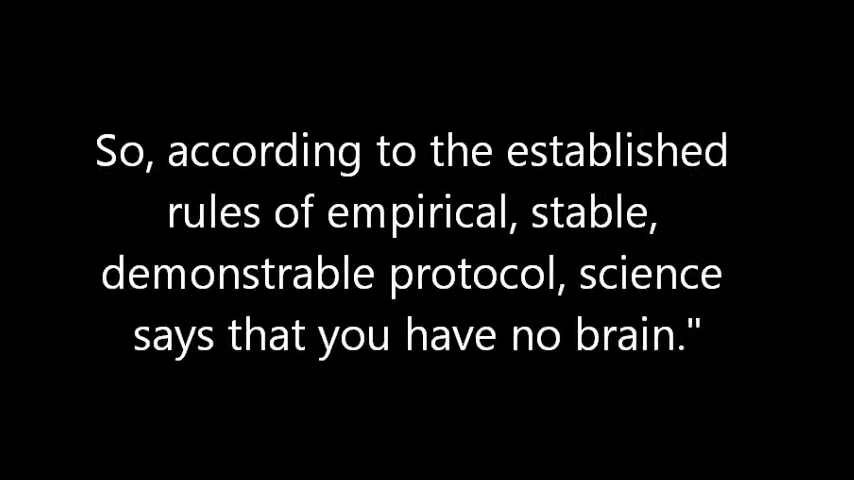 So, according to the established
rules of empirical, stable,
demonstrable protocol, science
says that you have no brain."